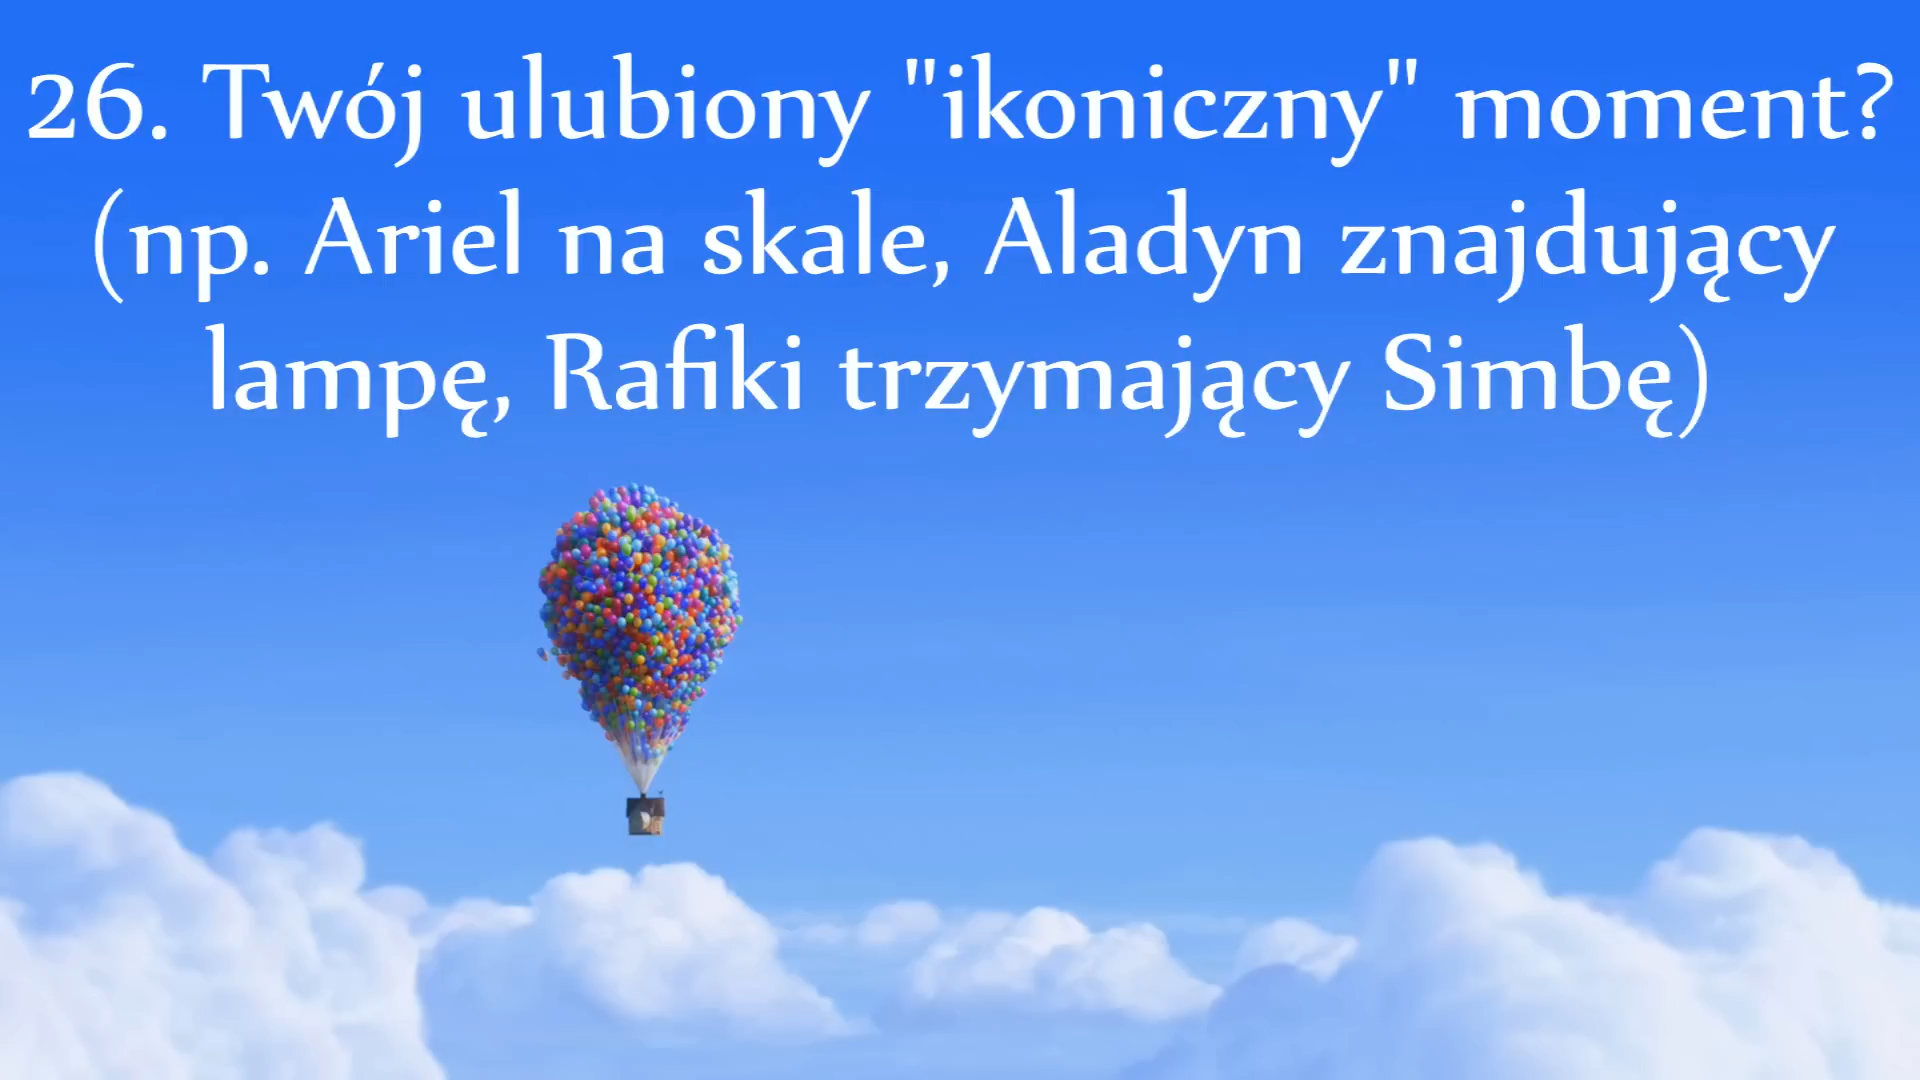 26. Twój ulubiony "ikoniczny" moment?
(np. Ariel na skale, Aladyn znajdujący
lampę, Rafiki trzymający Simbę)